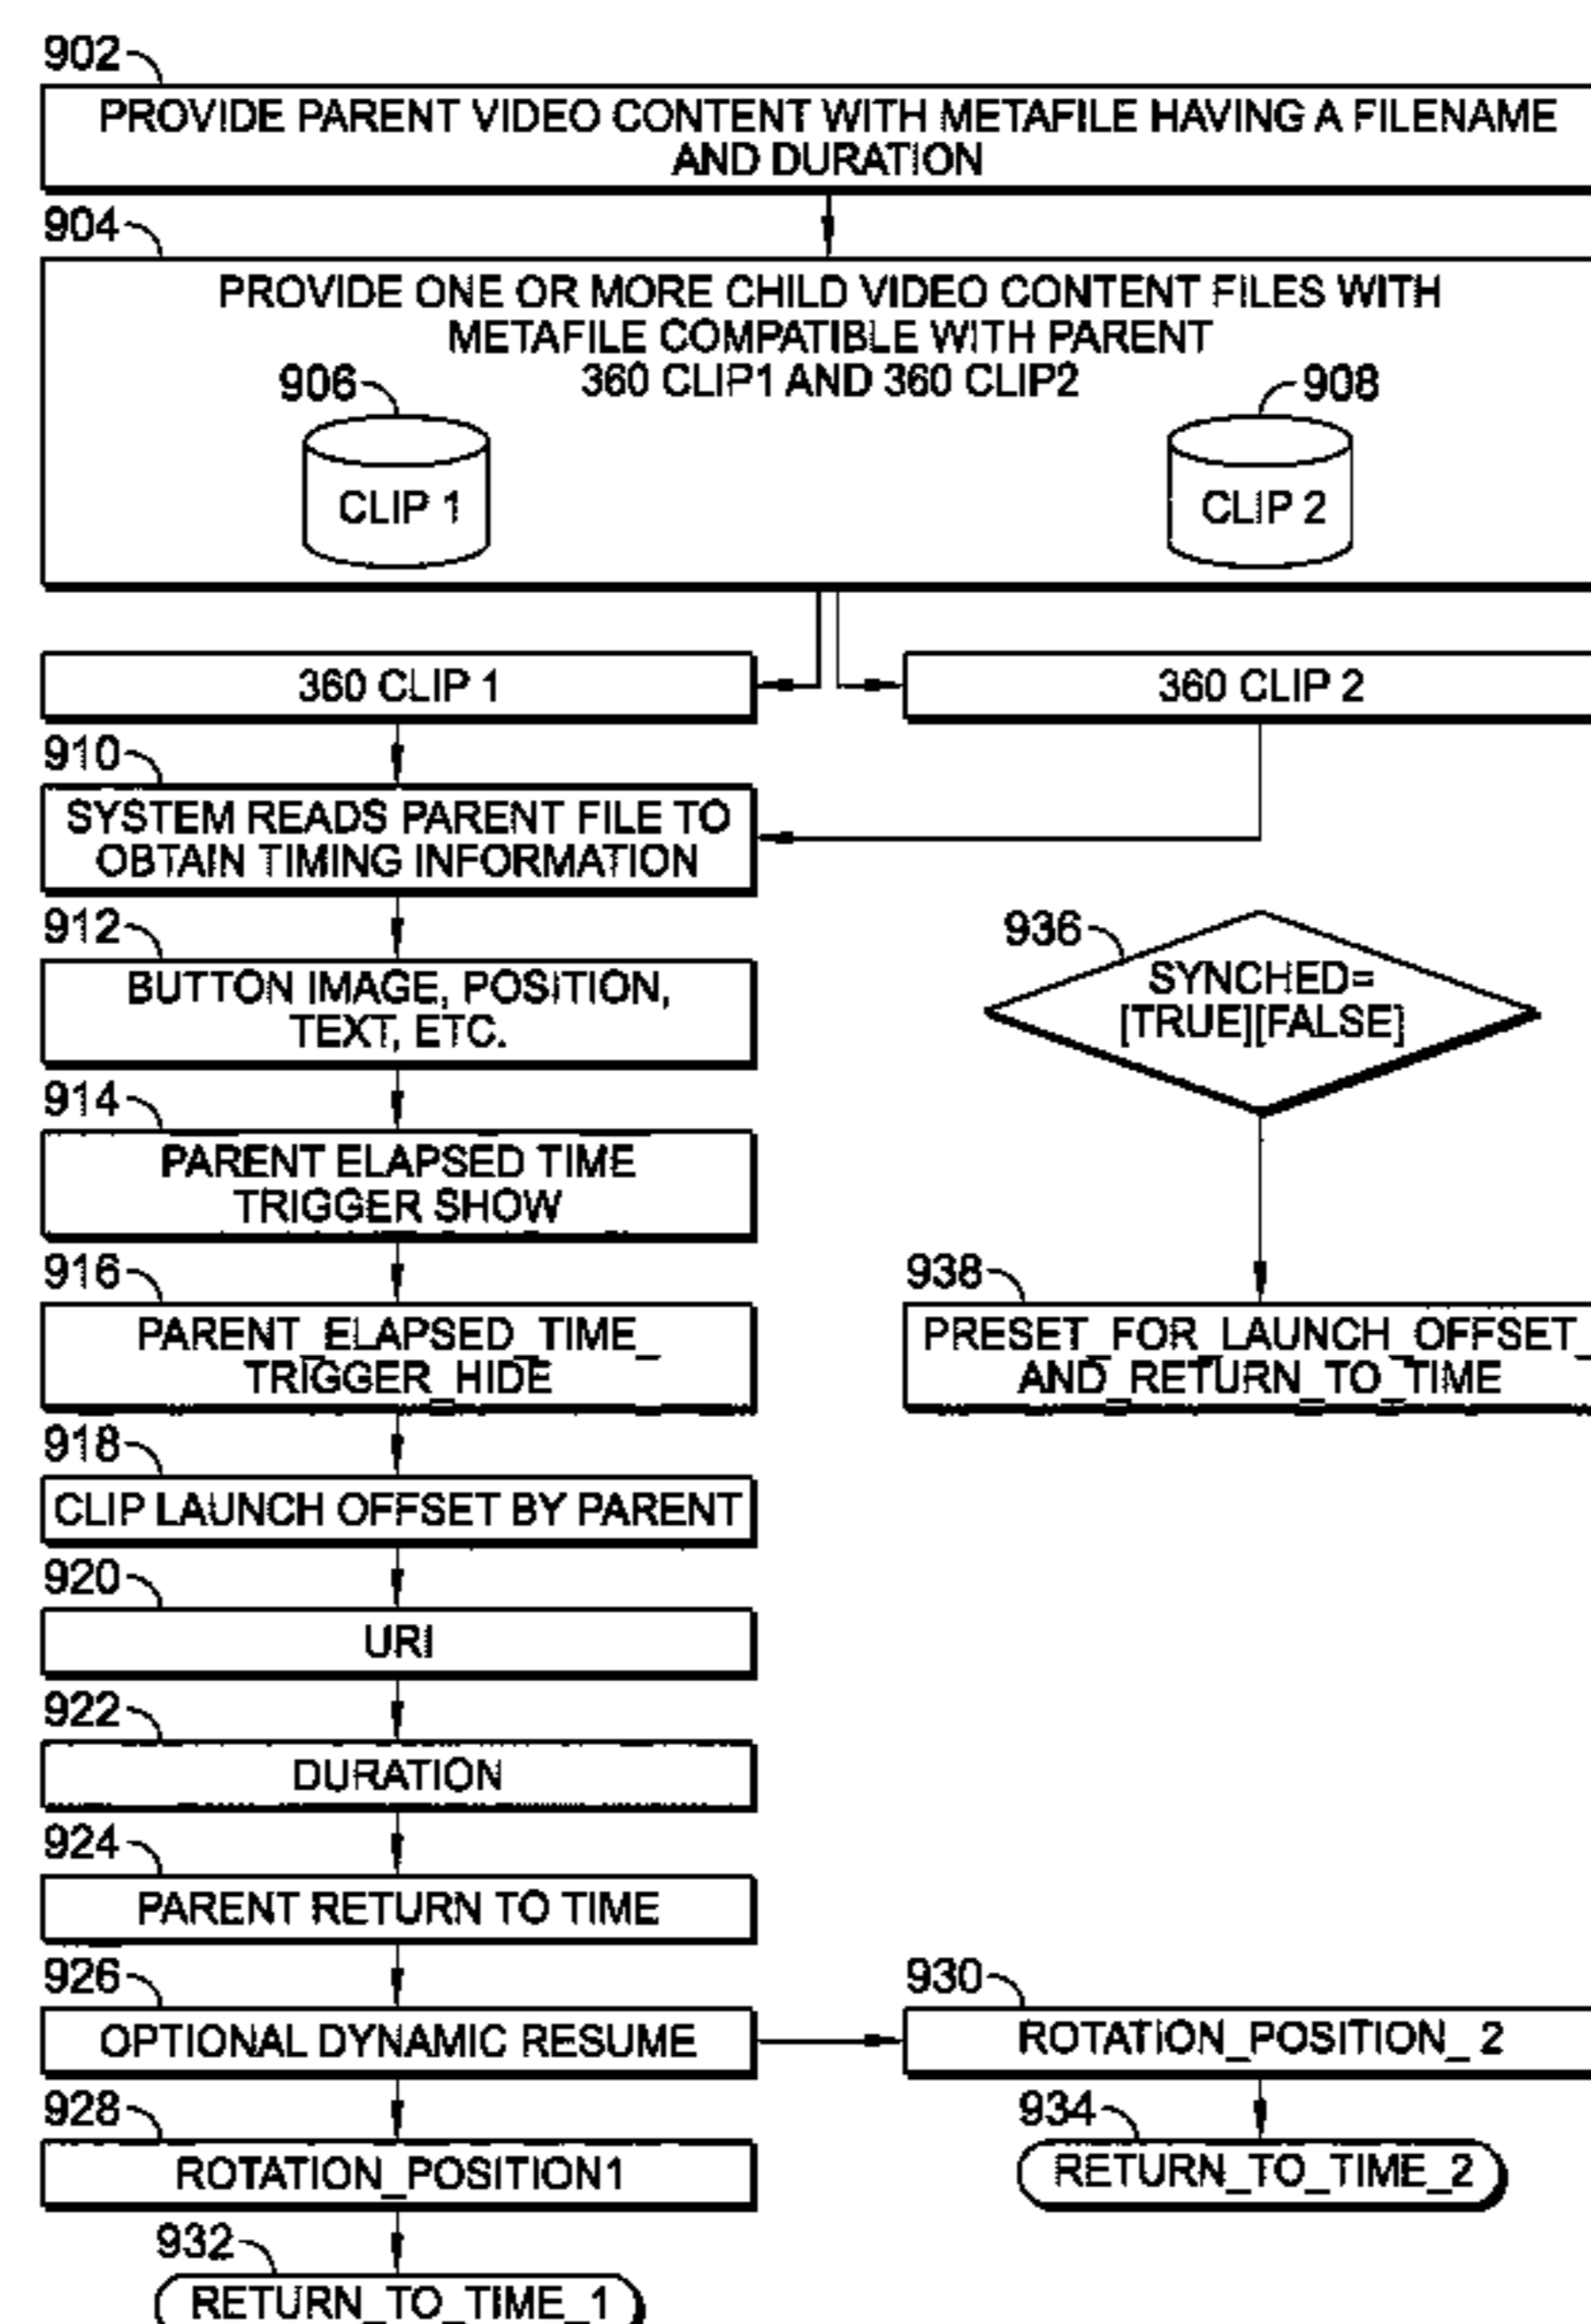 902
PROVIDE PARENT VIDEO CONTENT WITH METAFILE HAVING A FILENAME
AND DURATION
904
PROVIDE ONE OR MORE CHILD VIDEO CONTENT FILES WITH
METAFILE COMPATIBLE WITH PARENT
360 CLIP1 AND 360 CLIP2
906
908
CLIP 1
CLIP 2
360 CLIP 1
360 CLIP 2
910
SYSTEM READS PARENT FILE TO
OBTAIN TIMING INFORMATION
912
BUTTON IMAGE, POSITION,
TEXT, ETC.
936
SYNCHED=
[TRUE][FALSE]
914
PARENT ELAPSED TIME
TRIGGER SHOW
916
PARENT_ELAPSED_TIME_
TRIGGER_HIDE
938
PRESET_FOR_LAUNCH_OFFSET_
AND_RETURN_TO_TIME
918
CLIP LAUNCH OFFSET BY PARENT
920
URI
922
DURATION
924
PARENT RETURN TO TIME
926
OPTIONAL DYNAMIC RESUME
930
ROTATION_POSITION_ 2
928
ROTATION_POSITION1
934
RETURN_TO_TIME_2
932
RETURN_TO_TIME_1